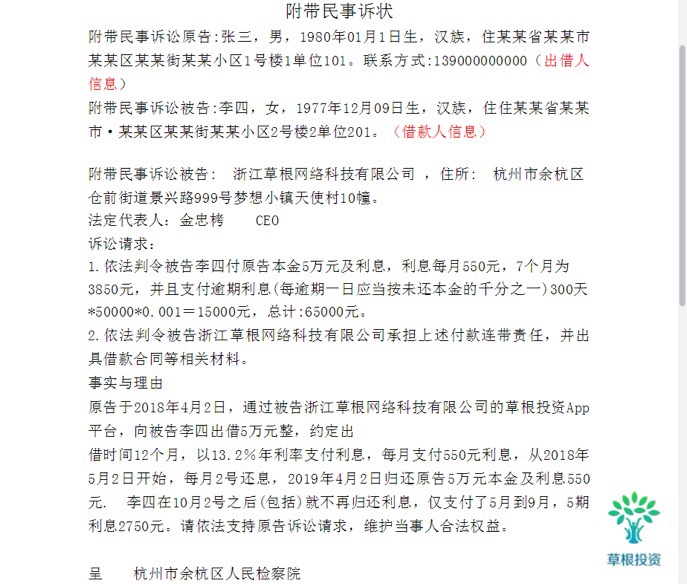 附带民事诉状
附带民事诉讼原告:张三，男，1980年01月1日生，汉族，住某某省某某市
某某区某某街某某小区1号楼1单位101。联系方式:139000000000（出借人
信息）
附带民事诉讼被告:李四，女，1977年12月09日生，汉族，住住某某省某某
市·某某区某某街某某小区2号楼2单位201。（借款人信息）
附带民事诉讼被告： 浙江草根网络科技有限公司 ，住所： 杭州市余杭区
仓前街道景兴路999号梦想小镇天使村10幢。
法定代表人：金忠栲 CEO
诉讼请求：
1.依法判令被告李四付原告本金5万元及利息，利息每月550元，7个月为
3850元，并且支付逾期利息(每逾期一日应当按未还本金的千分之一)300天
*50000*0.001＝15000元，总计:65000元。
2.依法判令被告浙江草根网络科技有限公司承担上述付款连带责任，并出
具借款合同等相关材料。
事实与理由
原告于2018年4月2日，通过被告浙江草根网络科技有限公司的草根投资App
平台，向被告李四出借5万元整，约定出
借时间12个月，以13.2％年利率支付利息，每月支付550元利息，从2018年
5月2日开始，每月2号还息，2019年4月2日归还原告5万元本金及利息550
元. 李四在10月2号之后(包括)就不再归还利息，仅支付了5月到9月，5期
利息2750元。请依法支持原告诉讼请求，维护当事人合法权益。
呈 杭州市余杭区人民检察院
草根投资